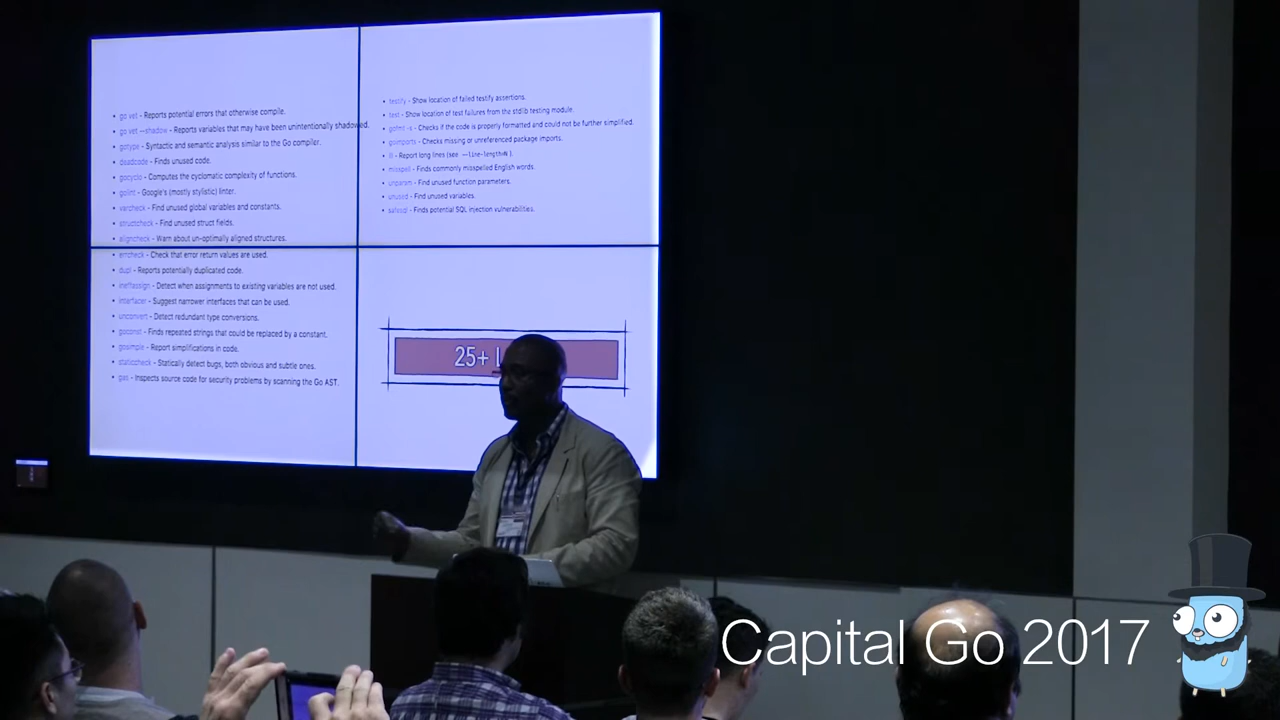 go vet - Reports potential errors that otherwise compile.
go vet --shadow - Reports variables that may have been unintentionally shadowed.
gotype - Syntactic and semantic analysis similar to the Go compiler.
deadcode - Finds unused code.
gocyclo - Computes the cyclomatic complexity of functions.
golint - Google's (mostly stylistic) linter.
varcheck - Find unused global variables and constants.
structcheck - Find unused struct fields.
aligncheck - Warn about un-optimally aligned structures.
errcheck - Check that error return values are used.
dupl - Reports potentially duplicated code.
ineffassign - Detect when assignments to existing variables are not used.
interfacer - Suggest narrower interfaces that can be used.
unconvert - Detect redundant type conversions.
goconst - Finds repeated strings that could be replaced by a constant.
gosimple - Report simplifications in code.
staticcheck - Statically detect bugs, both obvious and subtle ones.
gas - Inspects source code for security problems by scanning the Go AST.
testify - Show location of failed testify assertions.
test - Show location of test failures from the stdlib testing module.
gofmt -s - Checks if the code is properly formatted and could not be further simplified.
goimports - Checks missing or unreferenced package imports.
lll - Report long lines (see --line-length=N).
misspell - Finds commonly misspelled English words.
unparam - Find unused function parameters.
unused - Find unused variables.
safesql - Finds potential SQL injection vulnerabilities.
25+ L
Capital Go 2017